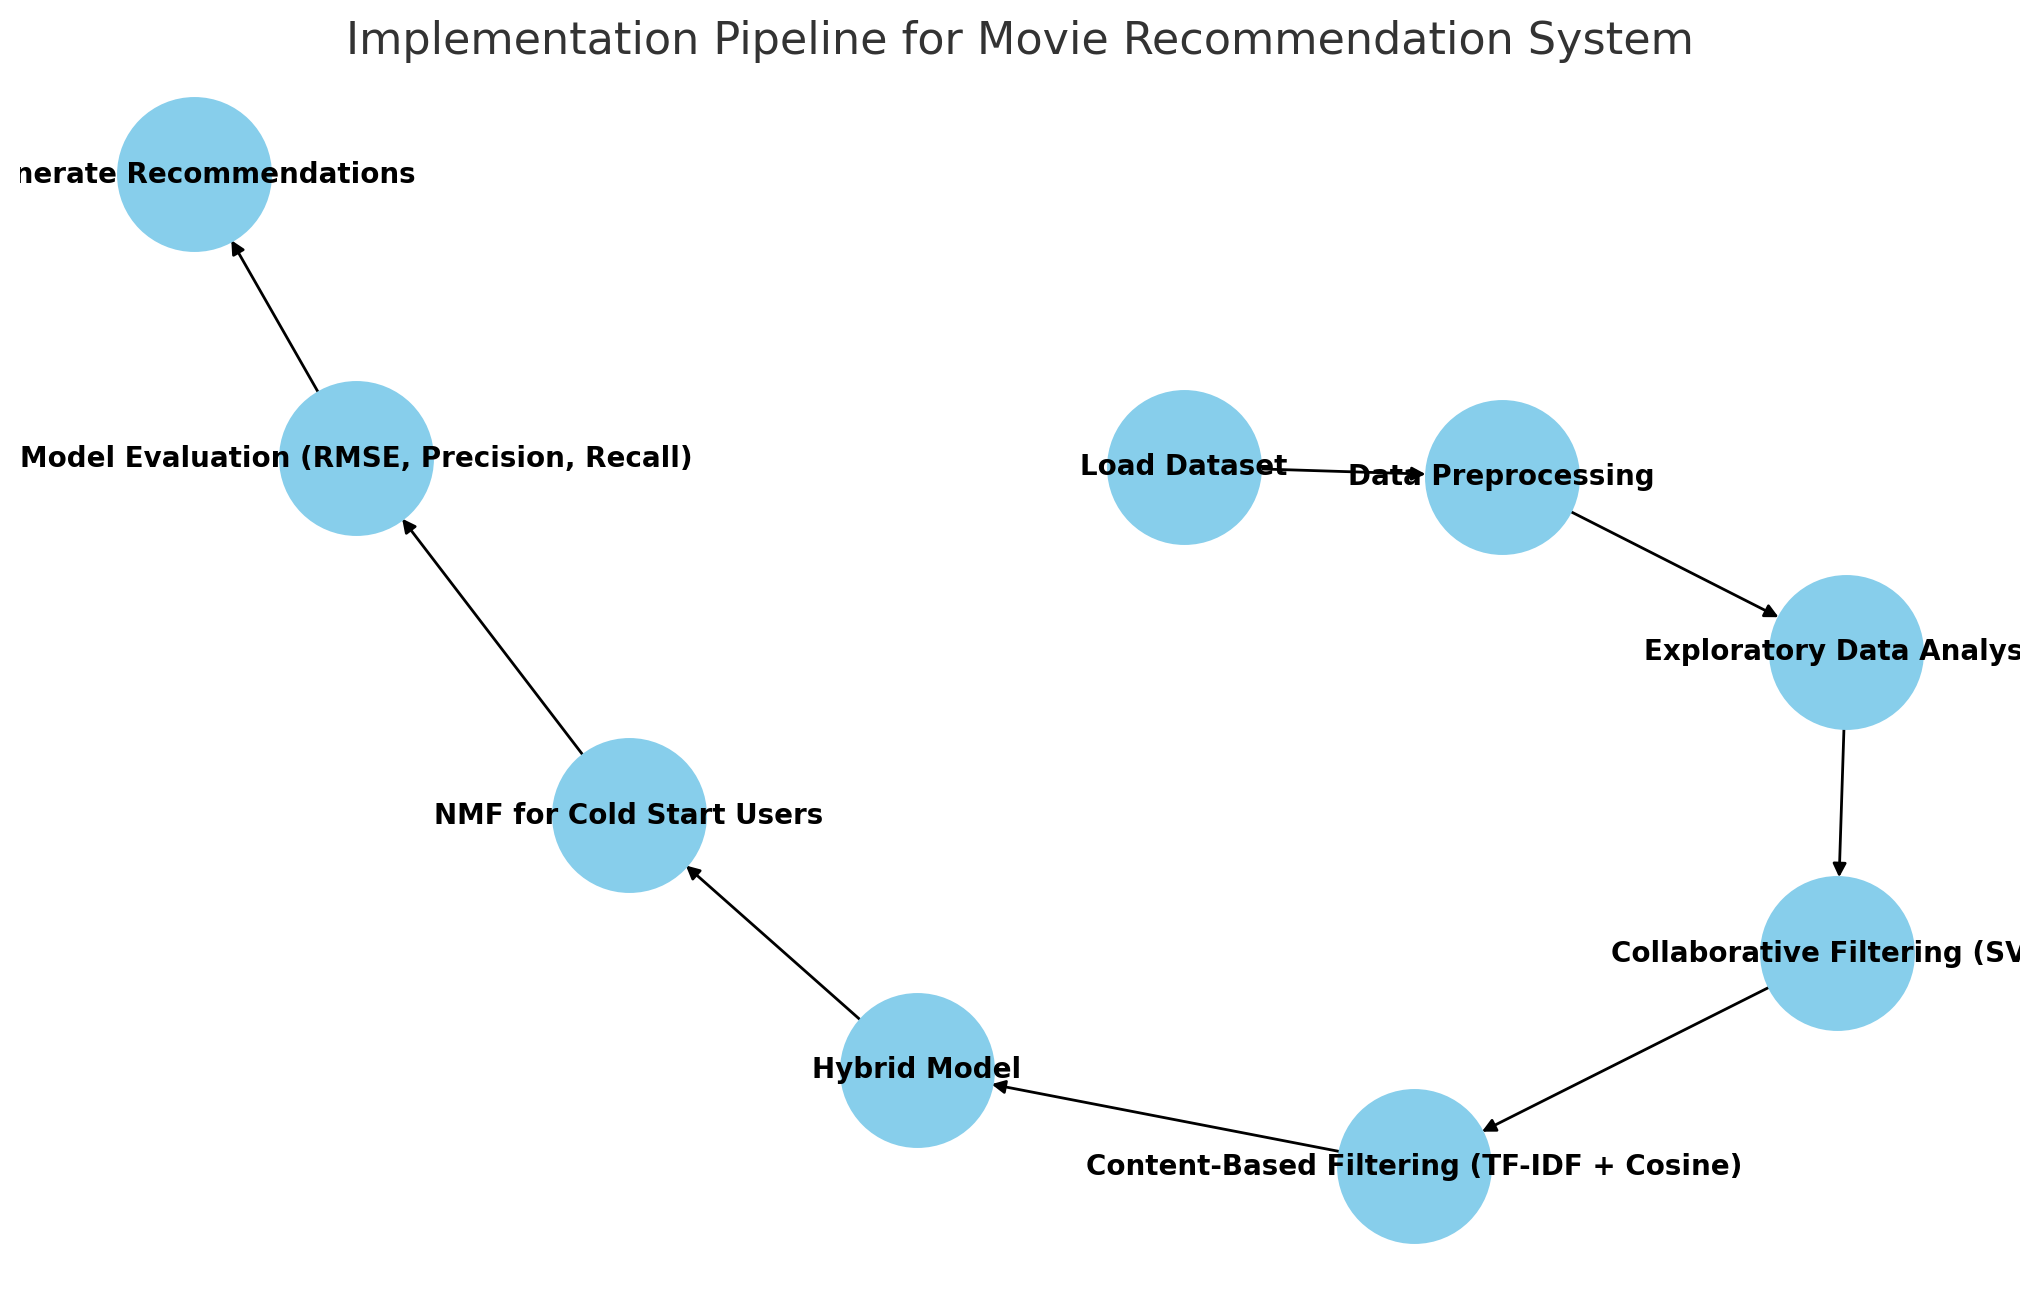 Implementation Pipeline for Movie Recommendation System
nerate Recommendations
Model Evaluation (RMSE, Precision, Recall)
Load Dataset
Data Preprocessing
Exploratory Data Analys
NMF for Cold Start Users
Collaborative Filtering (SV
Hybrid Model
Content-Based Filtering (TF-IDF + Cosine)